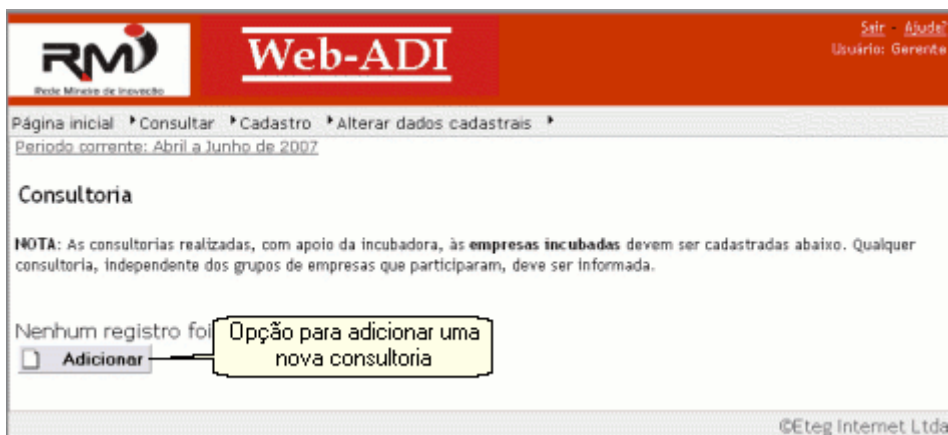 RMI
Rede Mineira de Inovação
Web-ADI
Sair - Ajuda?
Usuário: Gerente
Página inicial Consultar Cadastro Alterar dados cadastrais
Periodo corrente: Abril a Junho de 2007
Consultoria
NOTA: As consultorias realizadas, com apoio da incubadora, às empresas incubadas devem ser cadastradas abaixo. Qualquer
consultoria, independente dos grupos de empresas que participaram, deve ser informada.
Nenhum registro foi
Opção para adicionar uma
nova consultoria
Adicionar
©Eteg Internet Ltda